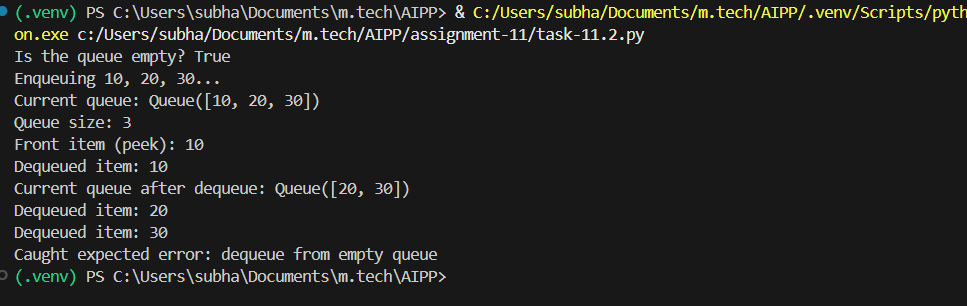 (.venv) PS C:\Users\subha\Documents\m.tech\AIPP> & C:/Users/subha/Documents/m.tech/AIPP/.venv/Scripts/pyth
on.exe c:/Users/subha/Documents/m.tech/AIPP/assignment-11/task-11.2.py
Is the queue empty? True
Enqueuing 10, 20, 30...
Current queue: Queue([10, 20, 30])
Queue size: 3
Front item (peek): 10
Dequeued item: 10
Current queue after dequeue: Queue([20, 30])
Dequeued item: 20
Dequeued item: 30
Caught expected error: dequeue from empty queue
(.venv) PS C:\Users\subha\Documents\m.tech\AIPP>